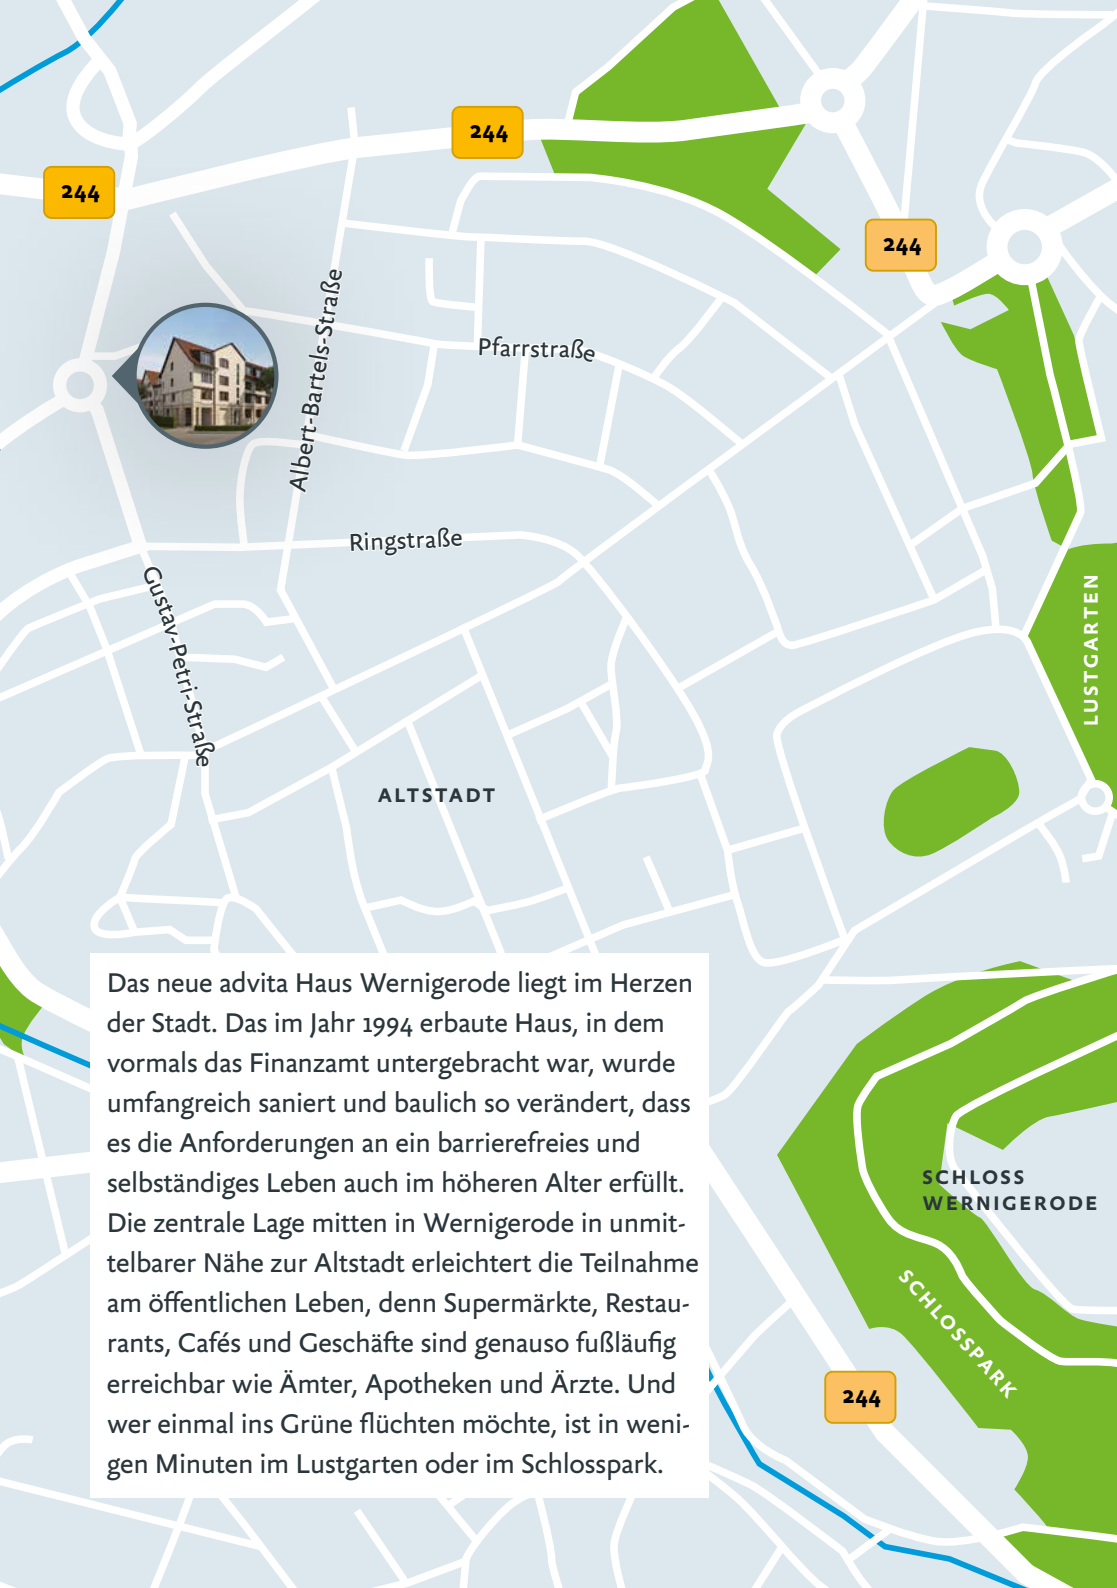 244
244
244
Albert-Bartels-Straße
Pfarrstraße
Ringstraße
Gustav-Petri-Straße
LUSTGARTEN
ALTSTADT
Das neue advita Haus Wernigerode liegt im Herzen
der Stadt. Das im Jahr 1994 erbaute Haus, in dem
vormals das Finanzamt untergebracht war, wurde
umfangreich saniert und baulich so verändert, dass
es die Anforderungen an ein barrierefreies und
selbständiges Leben auch im höheren Alter erfüllt.
Die zentrale Lage mitten in Wernigerode in unmit-
telbarer Nähe zur Altstadt erleichtert die Teilnahme
am öffentlichen Leben, denn Supermärkte, Restau-
rants, Cafés und Geschäfte sind genauso fußläufig
erreichbar wie Ämter, Apotheken und Ärzte. Und
wer einmal ins Grüne flüchten möchte, ist in weni-
gen Minuten im Lustgarten oder im Schlosspark.
SCHLOSS
WERNIGERODE
SCHLOSSPARK
244